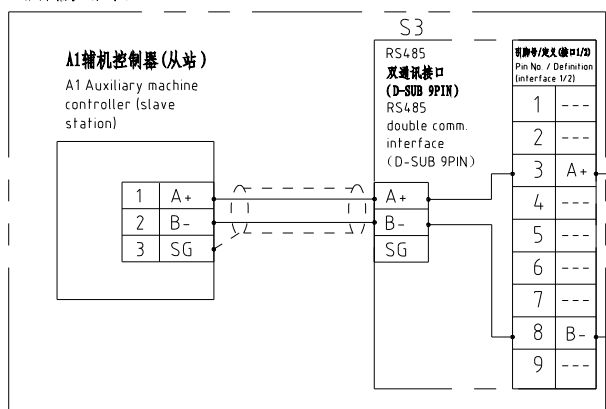 A1辅机控制器(从站)
A1 Auxiliary machine
controller (slave
station)
1 A+
2 B-
3 SG
S3
RS485
双通讯接口
(D-SUB 9PIN)
RS485
double comm.
interface
(D-SUB 9PIN)
A+
B-
SG
引脚号/定义(接口1/2)
Pin No. / Definition
(interface 1/2)
1 ---
2 ---
3 A+
4 ---
5 ---
6 ---
7 ---
8 B-
9 ---